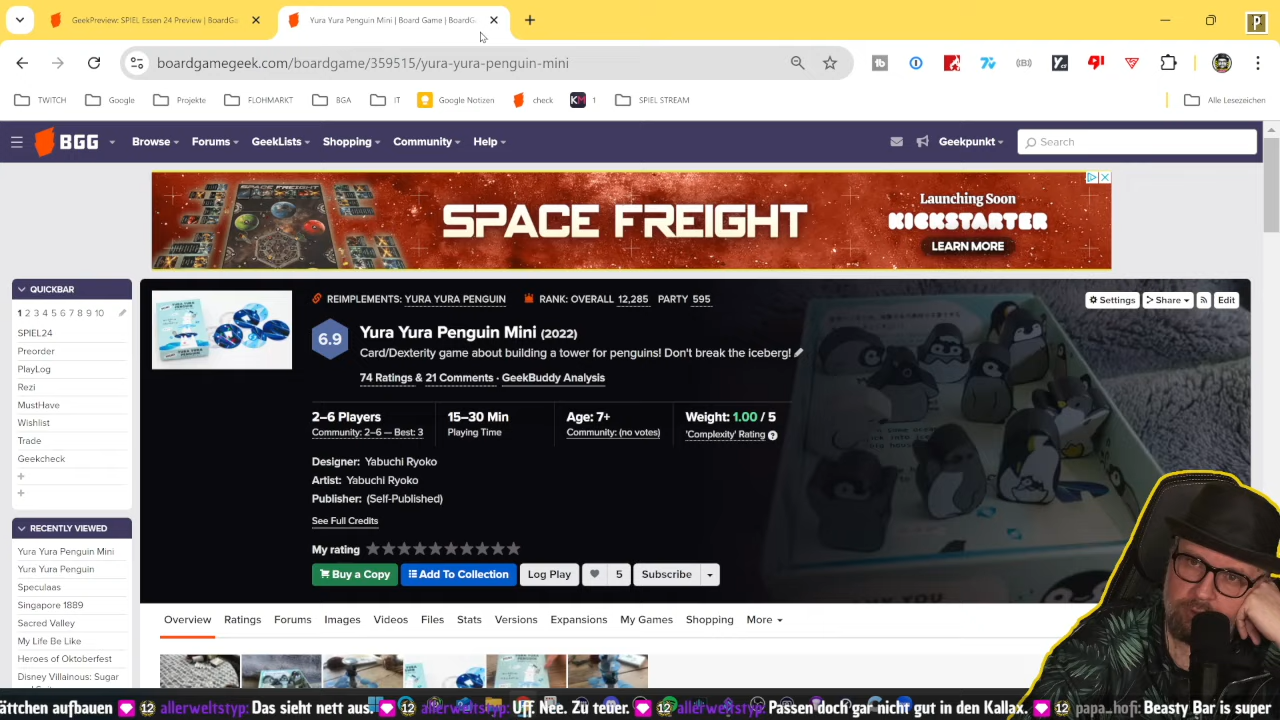 GeekPreview: SPIEL Essen 24 Preview | BoardGa
Yura Yura Penguin Mini | Board Game | BoardG
P
boardgamegeek.com/boardgame/359515/yura-yura-penguin-mini
TWITCH Google Projekte FLOHMARKT BGA IT Google Notizen check KM 1 SPIEL STREAM Alle Lesezeichen
BGG Browse Forums GeekLists Shopping Community Help Geekpunkt Search
SPACE FREIGHT
Launching Soon
KICKSTARTER
LEARN MORE
QUICKBAR
1 2 3 4 5 6 7 8 9 10
SPIEL24
Preorder
PlayLog
Rezi
MustHave
Wishlist
Trade
Geekcheck
RECENTLY VIEWED
Yura Yura Penguin Mini
Yura Yura Penguin
Speculaas
Singapore 1889
Sacred Valley
My Life Be Like
Heroes of Oktoberfest
Disney Villainous: Sugar
REIMPLEMENTS: YURA YURA PENGUIN RANK: OVERALL 12,285 PARTY 595
Settings Share Edit
6.9
Yura Yura Penguin Mini (2022)
Card/Dexterity game about building a tower for penguins! Don't break the iceberg!
74 Ratings & 21 Comments · GeekBuddy Analysis
2–6 Players 15–30 Min Age: 7+ Weight: 1.00 / 5
Community: 2–6 — Best: 3 Playing Time Community: (no votes) 'Complexity' Rating ?
Designer: Yabuchi Ryoko
Artist: Yabuchi Ryoko
Publisher: (Self-Published)
See Full Credits
My rating
Buy a Copy Add To Collection Log Play 5 Subscribe
Overview Ratings Forums Images Videos Files Stats Versions Expansions My Games Shopping More
ättchen aufbauen 12 allerweltstyp: Das sieht nett aus 12 allerweltstyp: Uff. Nee. Zu teuer. 12 allerweltstyp: Passen doch gar nicht gut in den Kallax. 12 papa_hof: Beasty Bar is super